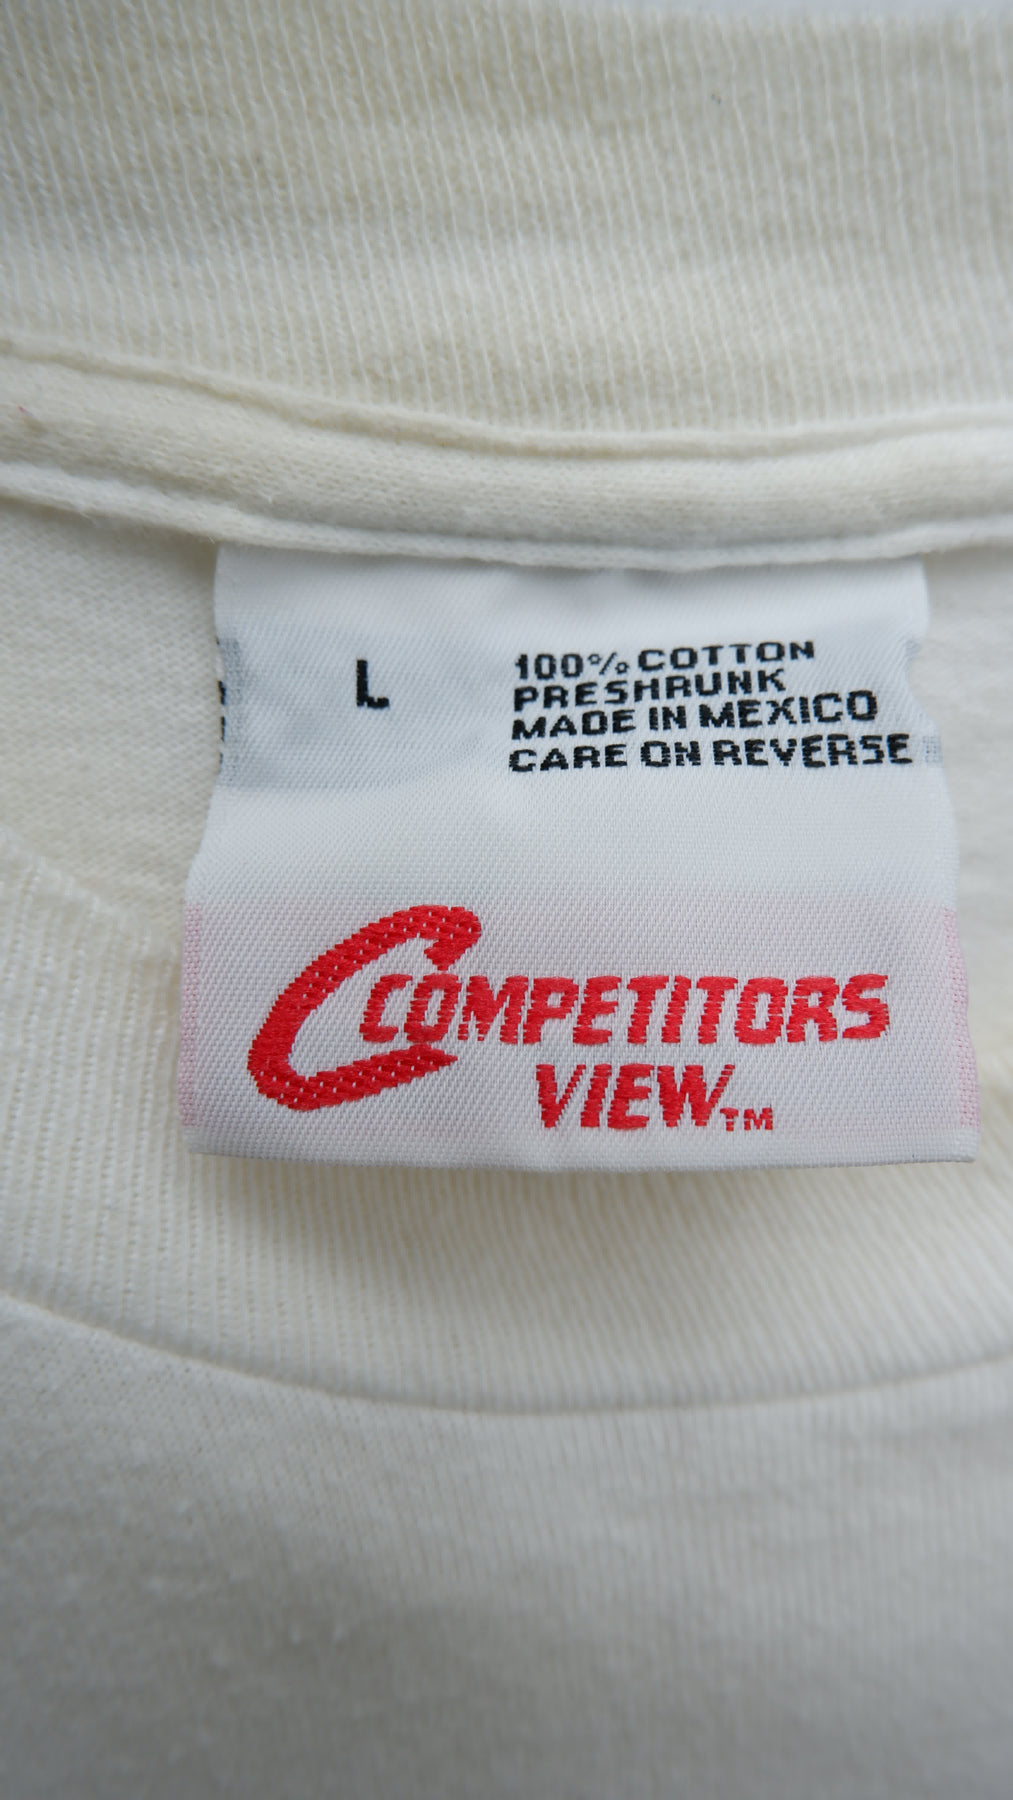 L
100% COTTON
PRESHRUNK
MADE IN MEXICO
CARE ON REVERSE
COMPETITORS
VIEW™